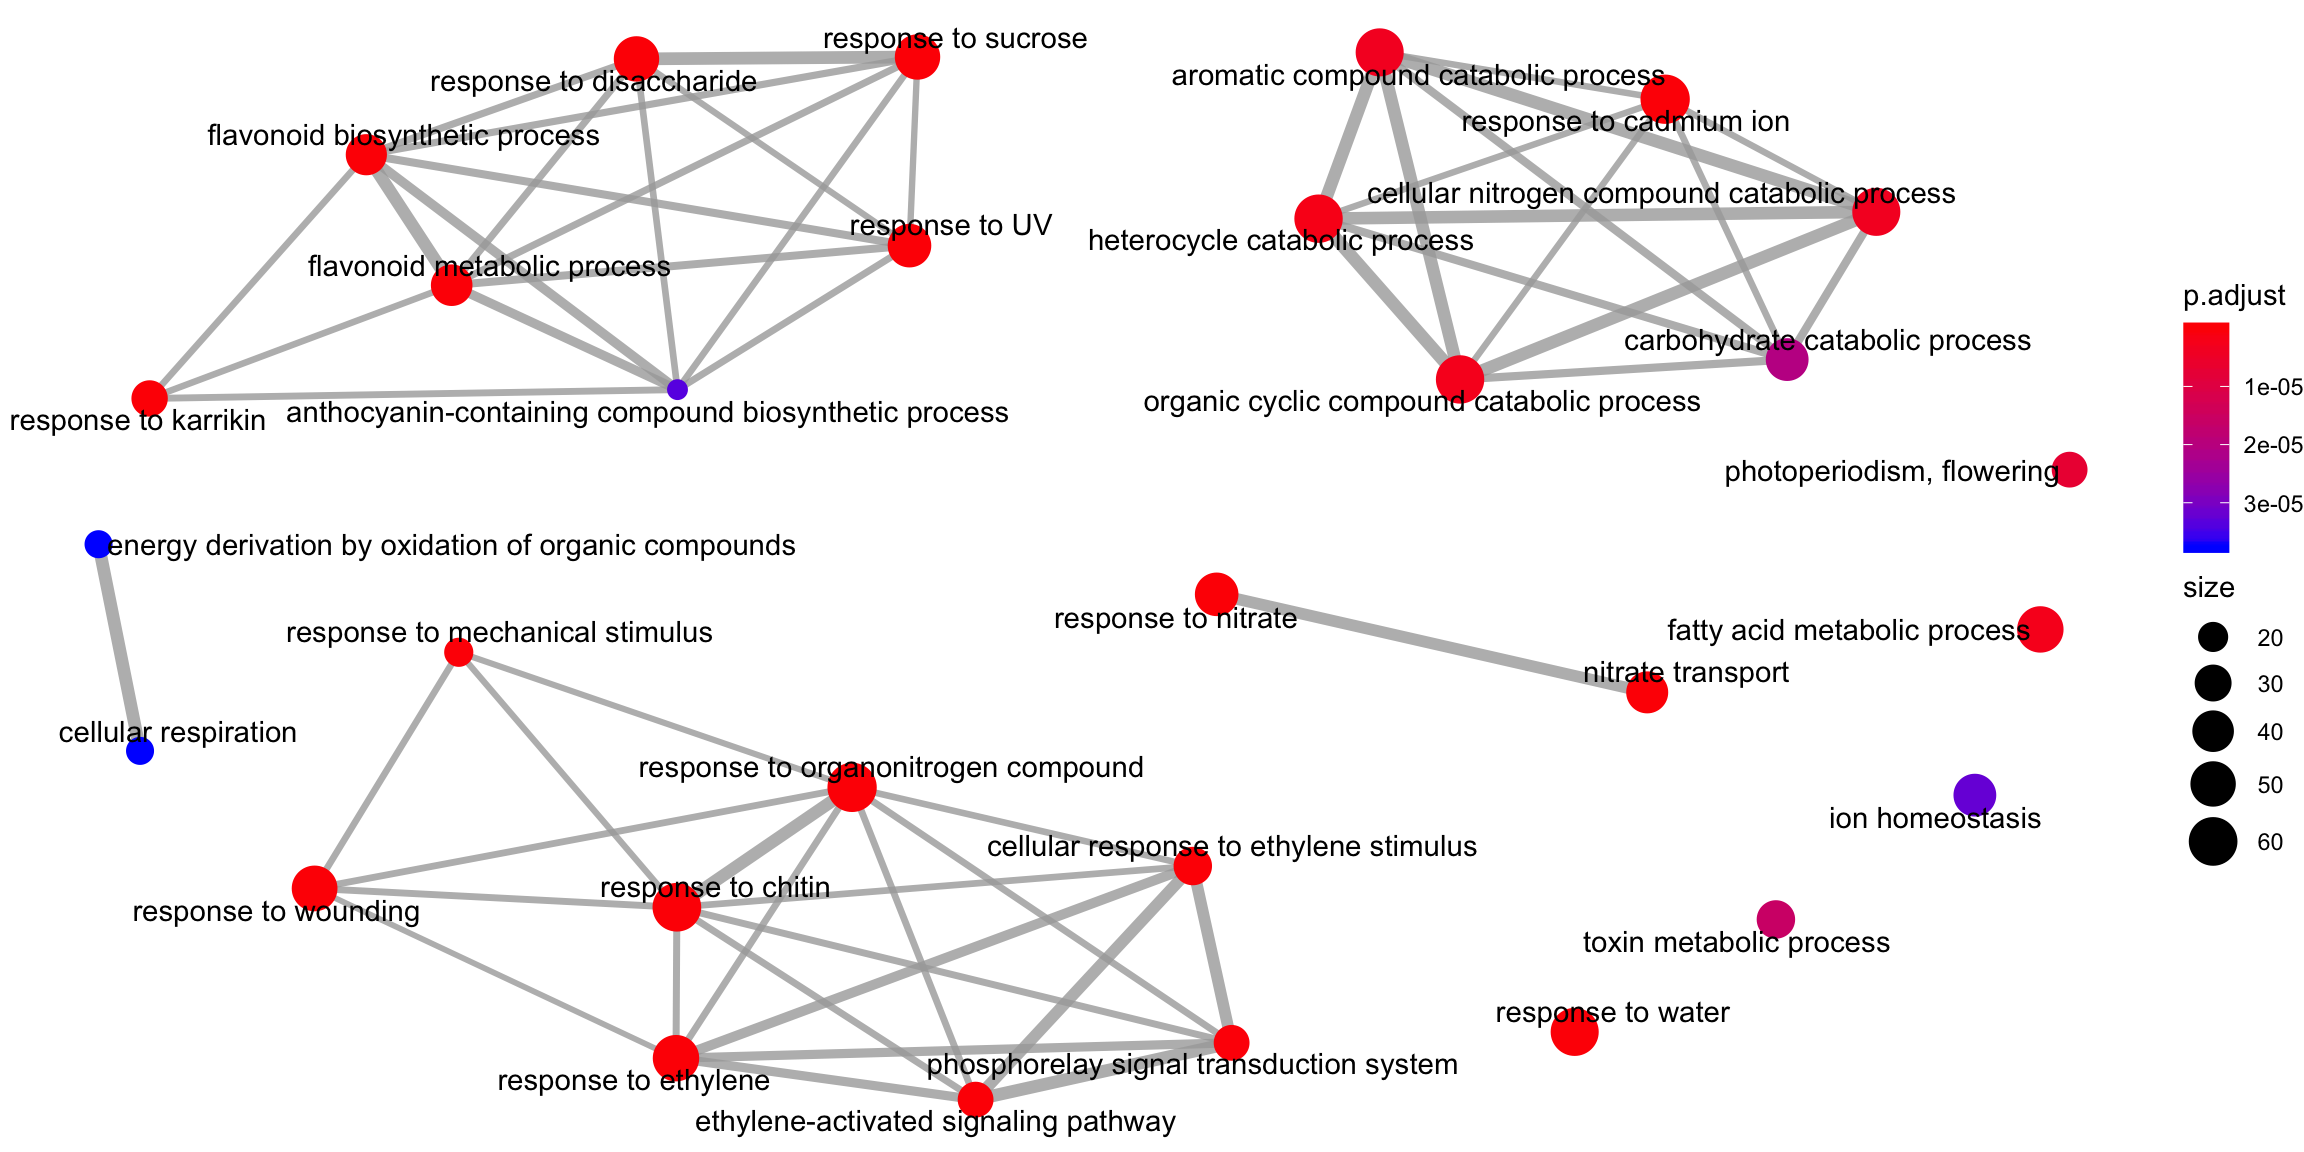 response to sucrose
response to disaccharide
aromatic compound catabolic process
response to cadmium ion
flavonoid biosynthetic process
cellular nitrogen compound catabolic process
response to UV
heterocycle catabolic process
flavonoid metabolic process
carbohydrate catabolic process
organic cyclic compound catabolic process
response to karrikin
anthocyanin-containing compound biosynthetic process
photoperiodism, flowering
energy derivation by oxidation of organic compounds
response to nitrate
response to mechanical stimulus
fatty acid metabolic process
nitrate transport
cellular respiration
response to organonitrogen compound
ion homeostasis
cellular response to ethylene stimulus
response to chitin
response to wounding
toxin metabolic process
response to water
phosphorelay signal transduction system
response to ethylene
ethylene-activated signaling pathway
p.adjust
1e-05
2e-05
3e-05
size
20
30
40
50
60